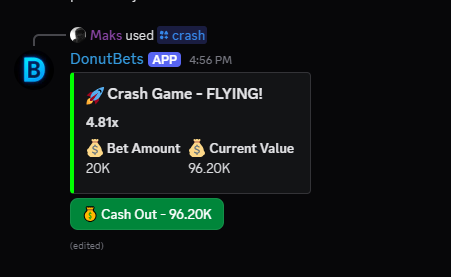 Maks used crash
B
DonutBets APP 4:56 PM
Crash Game - FLYING!
4.81x
Bet Amount Current Value
20K 96.20K
Cash Out - 96.20K
(edited)